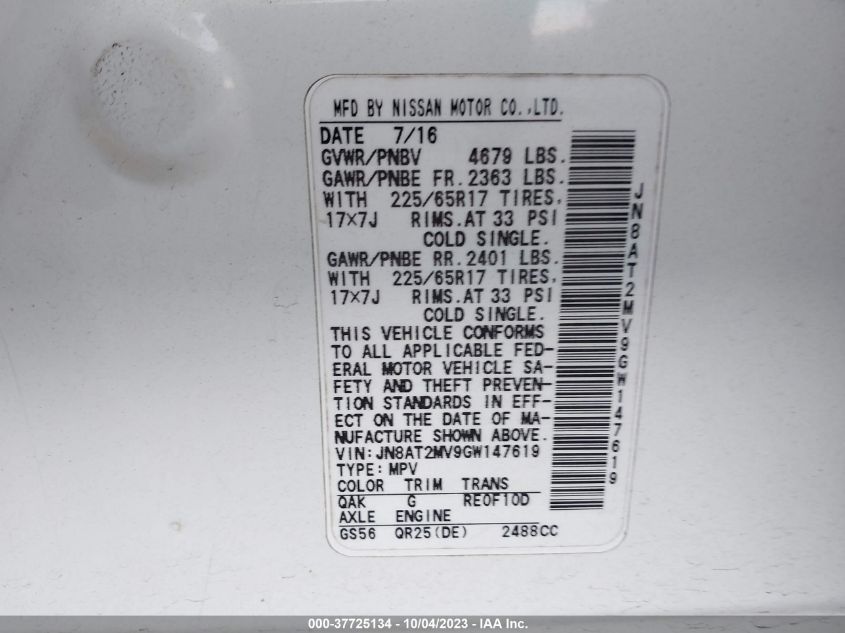 MFD BY NISSAN MOTOR CO.,LTD.
DATE 7/16
GVWR/PNBV 4679 LBS.
GAWR/PNBE FR. 2363 LBS.
WITH 225/65R17 TIRES,
17×7J RIMS.AT 33 PSI
COLD SINGLE.
GAWR/PNBE RR. 2401 LBS.
WITH 225/65R17 TIRES,
17×7J RIMS.AT 33 PSI
COLD SINGLE.
THIS VEHICLE CONFORMS
TO ALL APPLICABLE FED-
ERAL MOTOR VEHICLE SA-
FETY AND THEFT PREVEN-
TION STANDARDS IN EFF-
ECT ON THE DATE OF MA-
NUFACTURE SHOWN ABOVE.
VIN: JN8AT2MV9GW147619
TYPE: MPV
COLOR TRIM TRANS
QAK G RE0F10D
AXLE ENGINE
GS56 QR25(DE) 2488CC
JN8AT2MV9GW147619
000-37725134 - 10/04/2023 - IAA Inc.